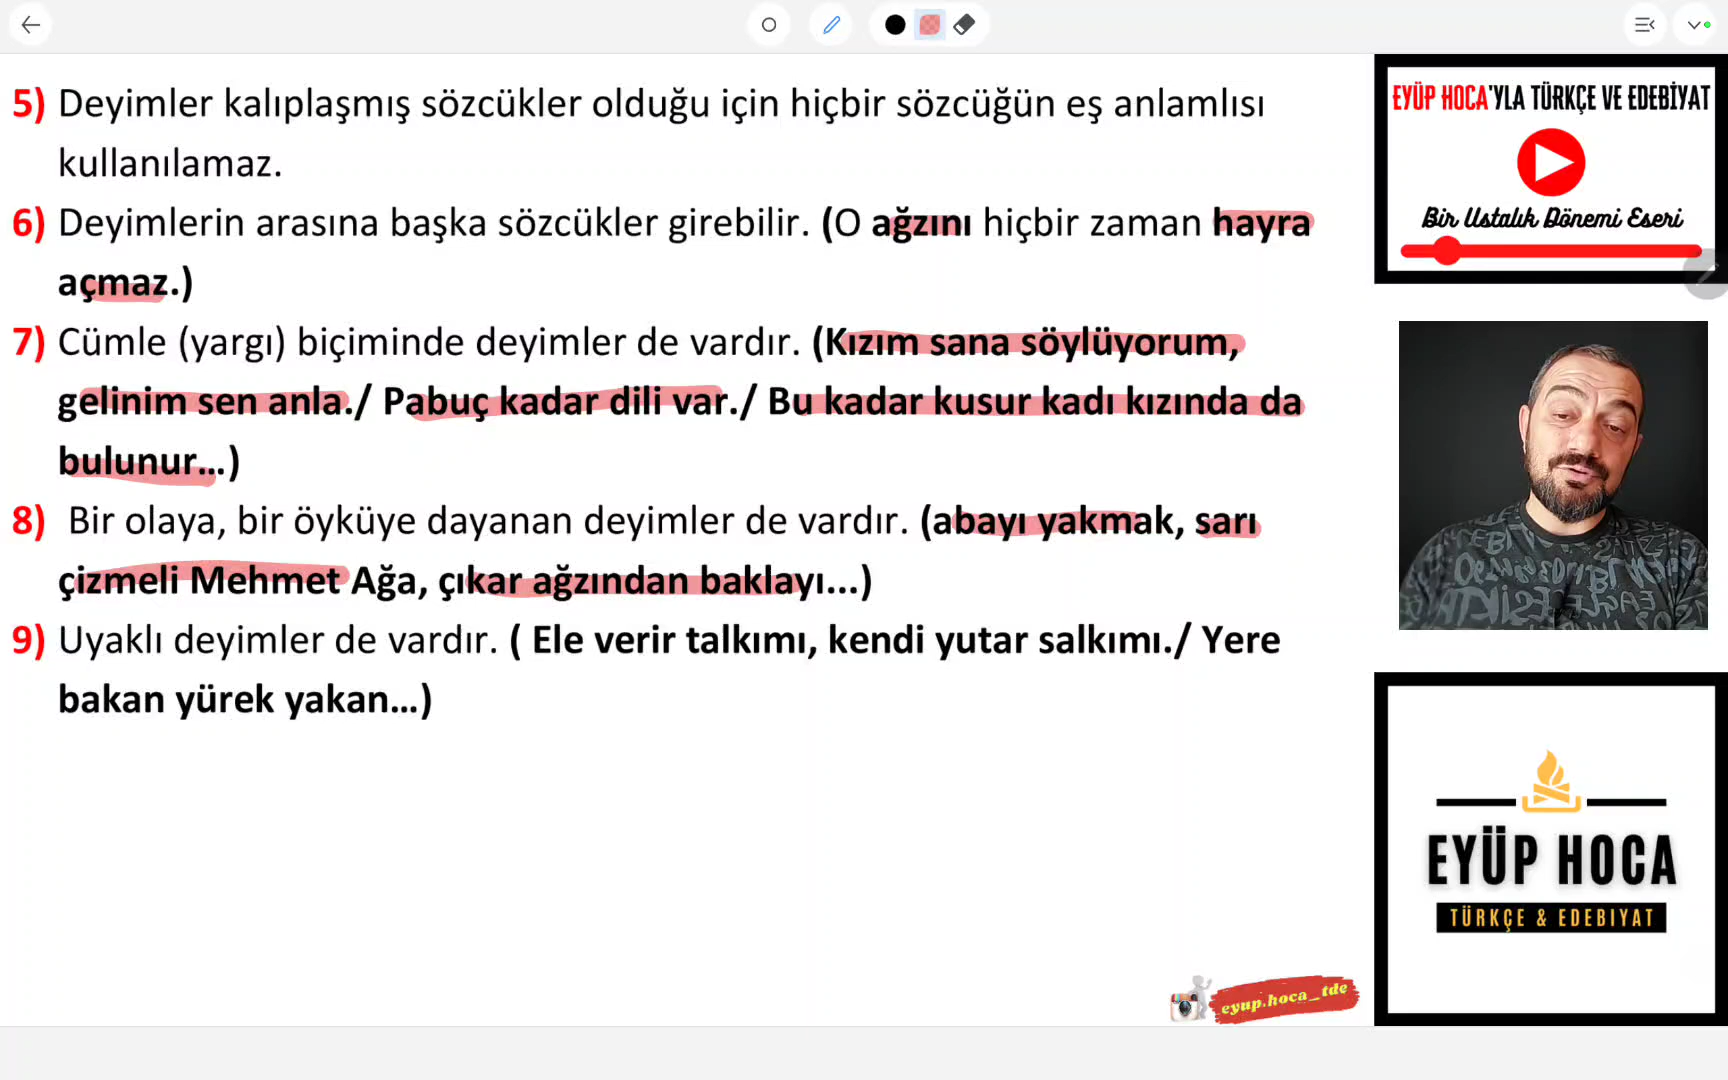 5) Deyimler kalıplaşmış sözcükler olduğu için hiçbir sözcüğün eş anlamlısı
kullanılamaz.
6) Deyimlerin arasına başka sözcükler girebilir. (O ağzını hiçbir zaman hayra
açmaz.)
7) Cümle (yargı) biçiminde deyimler de vardır. (Kızım sana söylüyorum,
gelinim sen anla./ Pabuç kadar dili var./ Bu kadar kusur kadı kızında da
bulunur...)
8) Bir olaya, bir öyküye dayanan deyimler de vardır. (abayı yakmak, sarı
çizmeli Mehmet Ağa, çıkar ağzından baklayı...)
9) Uyaklı deyimler de vardır. ( Ele verir talkımı, kendi yutar salkımı./ Yere
bakan yürek yakan...)
EYÜP HOCA'YLA TÜRKÇE VE EDEBİYAT
Bir Ustalık Dönemi Eseri
EYÜP HOCA
TÜRKÇE & EDEBIYAT
eyup.hoca_tde